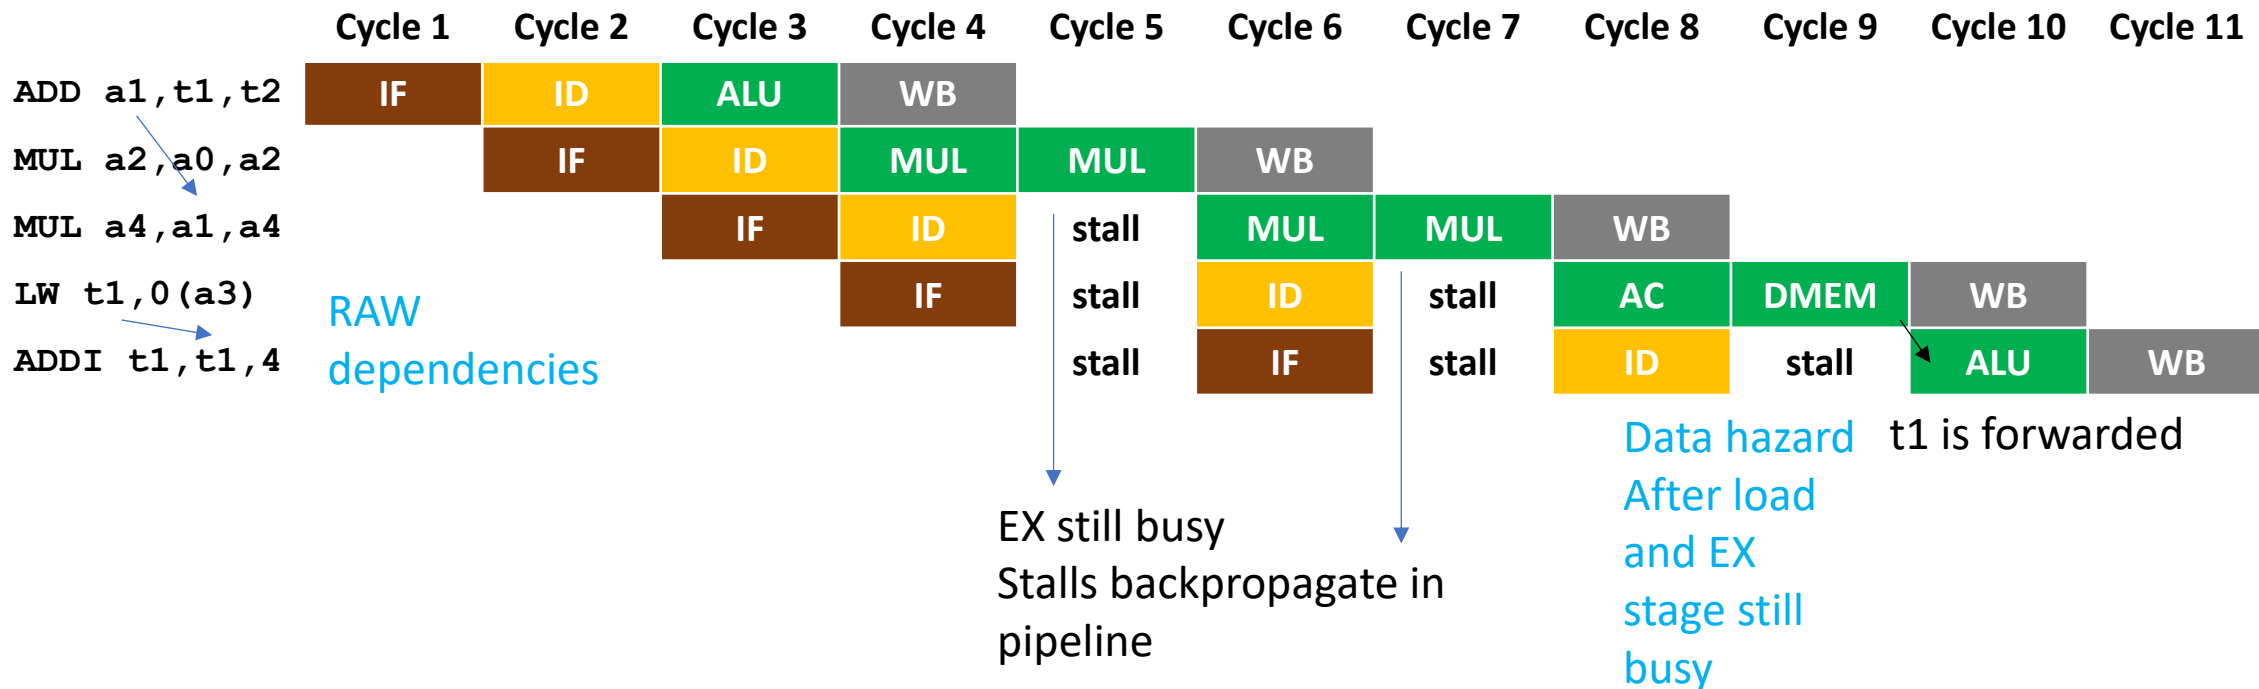 Cycle 1 Cycle 2 Cycle 3 Cycle 4 Cycle 5 Cycle 6 Cycle 7 Cycle 8 Cycle 9 Cycle 10 Cycle 11
ADD a1,t1,t2 IF ID ALU WB
MUL a2,a0,a2 IF ID MUL MUL WB
MUL a4,a1,a4 IF ID stall MUL MUL WB
LW t1,0(a3) IF stall ID stall AC DMEM WB
ADDI t1,t1,4 stall IF stall ID stall ALU WB
RAW
dependencies
EX still busy
Stalls backpropagate in
pipeline
Data hazard
After load
and EX
stage still
busy
t1 is forwarded